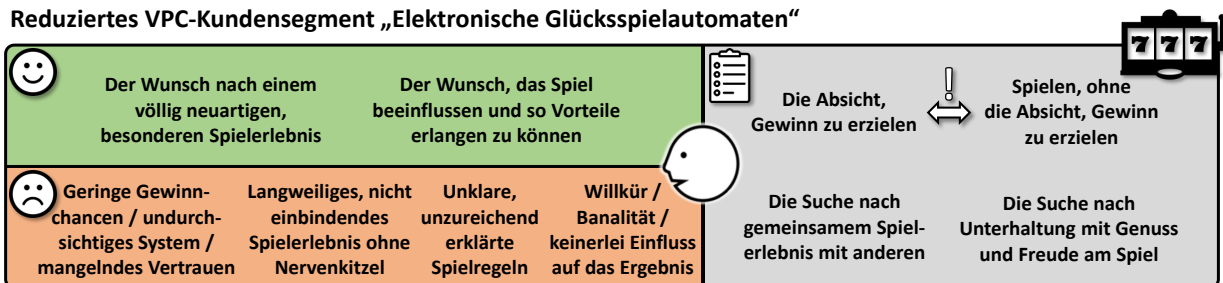 Reduziertes VPC-Kundensegment „Elektronische Glücksspielautomaten“
7 7 7
Der Wunsch nach einem
völlig neuartigen,
besonderen Spielerlebnis
Der Wunsch, das Spiel
beeinflussen und so Vorteile
erlangen zu können
Die Absicht,
Gewinn zu erzielen
!
Spielen, ohne
die Absicht, Gewinn
zu erzielen
Geringe Gewinn-
chancen / undurch-
sichtiges System /
mangelndes Vertrauen
Langweiliges, nicht
einbindendes
Spielerlebnis ohne
Nervenkitzel
Unklare,
unzureichend
erklärte
Spielregeln
Willkür /
Banalität /
keinerlei Einfluss
auf das Ergebnis
Die Suche nach
gemeinsamem Spiel-
erlebnis mit anderen
Die Suche nach
Unterhaltung mit Genuss
und Freude am Spiel